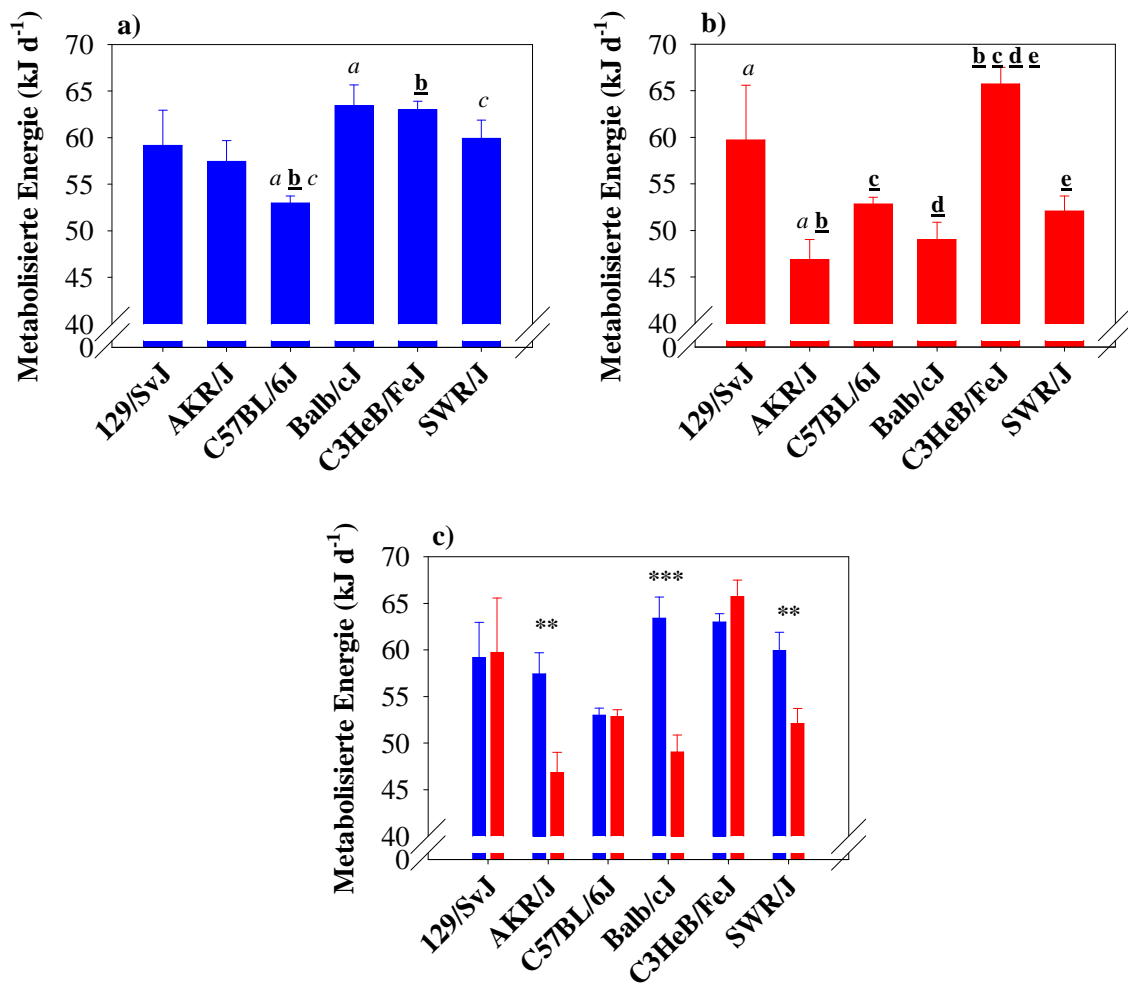 a)
Metabolisierte Energie (kJ d⁻¹)
70
65
60
55
50
45
40
0
a
b
c
a b c
129/SvJ
AKR/J
C57BL/6J
Balb/cJ
C3HeB/FeJ
SWR/J
b)
Metabolisierte Energie (kJ d⁻¹)
70
65
60
55
50
45
40
0
a
b c d e
a b
c
d
e
129/SvJ
AKR/J
C57BL/6J
Balb/cJ
C3HeB/FeJ
SWR/J
c)
Metabolisierte Energie (kJ d⁻¹)
70
65
60
55
50
45
40
0
**
***
**
129/SvJ
AKR/J
C57BL/6J
Balb/cJ
C3HeB/FeJ
SWR/J